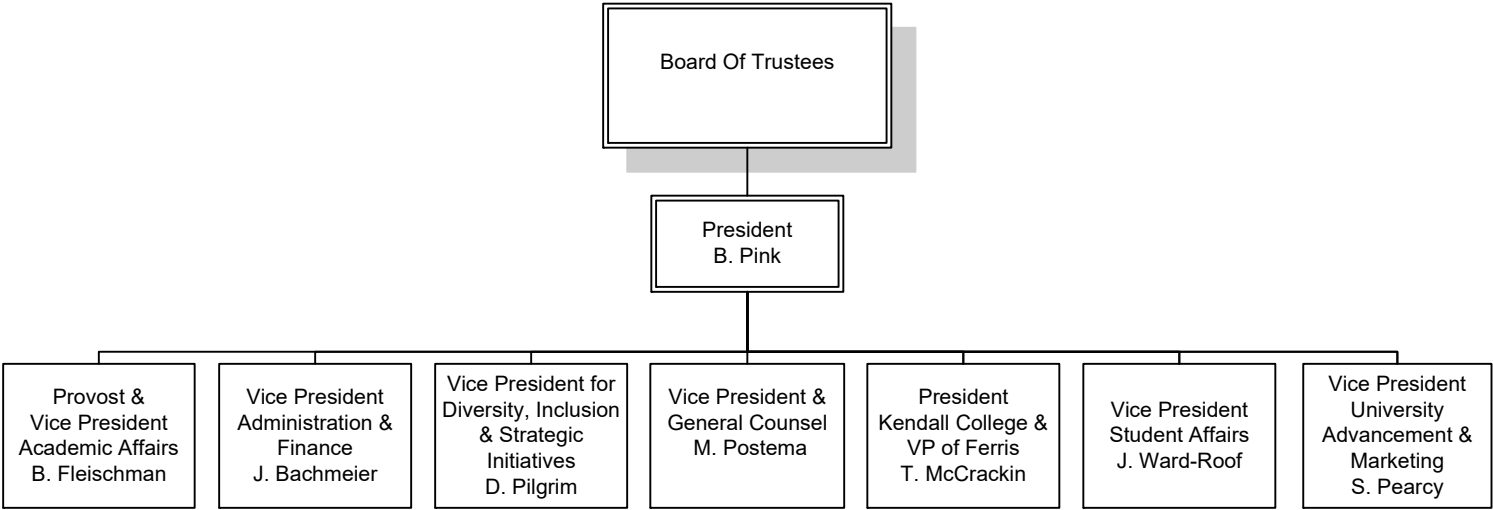 Board Of Trustees
President
B. Pink
Provost &
Vice President
Academic Affairs
B. Fleischman
Vice President
Administration &
Finance
J. Bachmeier
Vice President for
Diversity, Inclusion
& Strategic
Initiatives
D. Pilgrim
Vice President &
General Counsel
M. Postema
President
Kendall College &
VP of Ferris
T. McCrackin
Vice President
Student Affairs
J. Ward-Roof
Vice President
University
Advancement &
Marketing
S. Pearcy